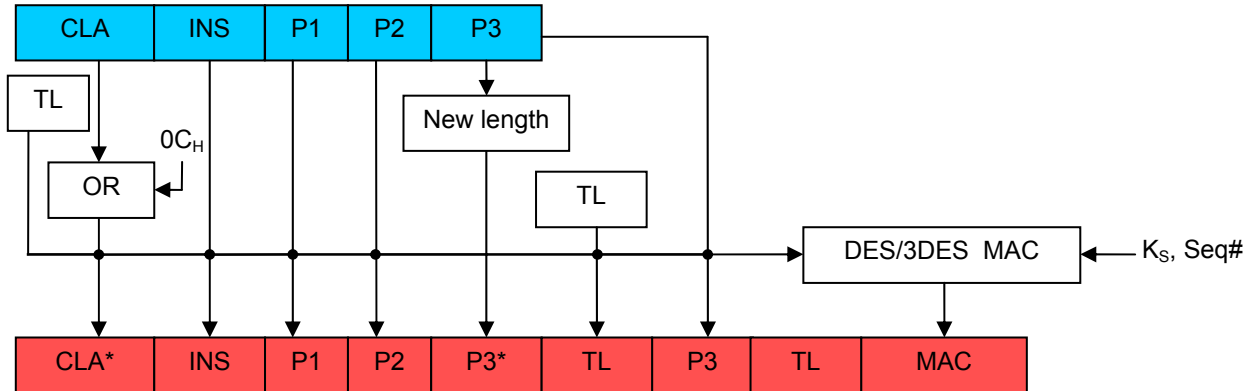 CLA INS P1 P2 P3
TL
New length
0CH
OR
TL
DES/3DES MAC
KS, Seq#
CLA* INS P1 P2 P3* TL P3 TL MAC